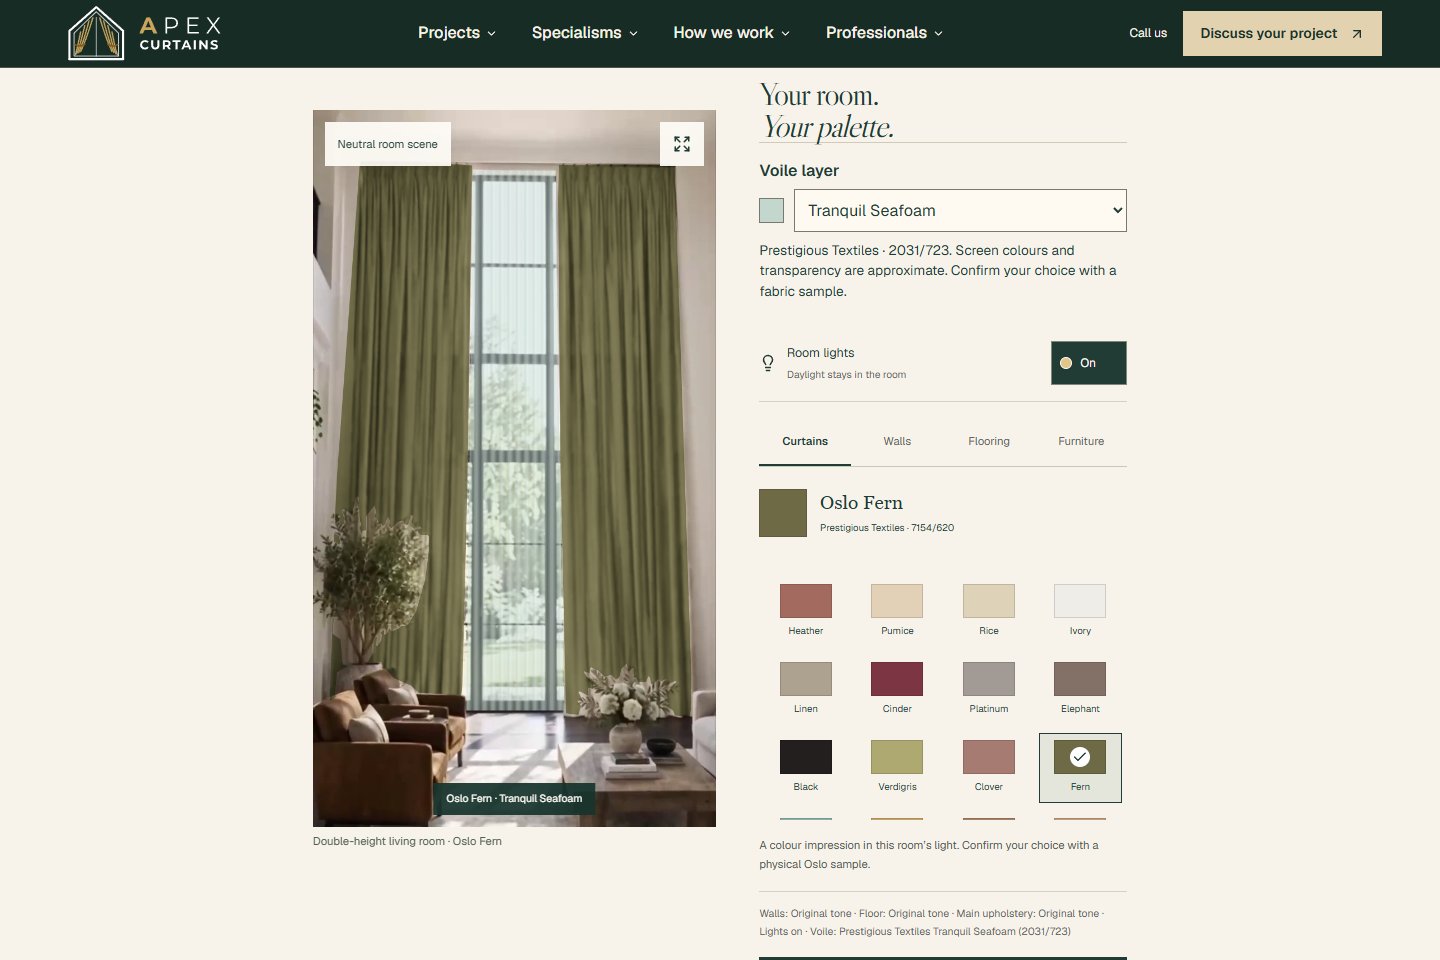 APEX
CURTAINS
Projects
Specialisms
How we work
Professionals
Call us
Discuss your project
Neutral room scene
Oslo Fern · Tranquil Seafoam
Double-height living room · Oslo Fern
Your room.
Your palette.
Voile layer
Tranquil Seafoam
Prestigious Textiles · 2031/723. Screen colours and
transparency are approximate. Confirm your choice with a
fabric sample.
Room lights
Daylight stays in the room
On
Curtains
Walls
Flooring
Furniture
Oslo Fern
Prestigious Textiles · 7154/620
Heather
Pumice
Rice
Ivory
Linen
Cinder
Platinum
Elephant
Black
Verdigris
Clover
Fern
A colour impression in this room's light. Confirm your choice with a
physical Oslo sample.
Walls: Original tone · Floor: Original tone · Main upholstery: Original tone ·
Lights on · Voile: Prestigious Textiles Tranquil Seafoam (2031/723)